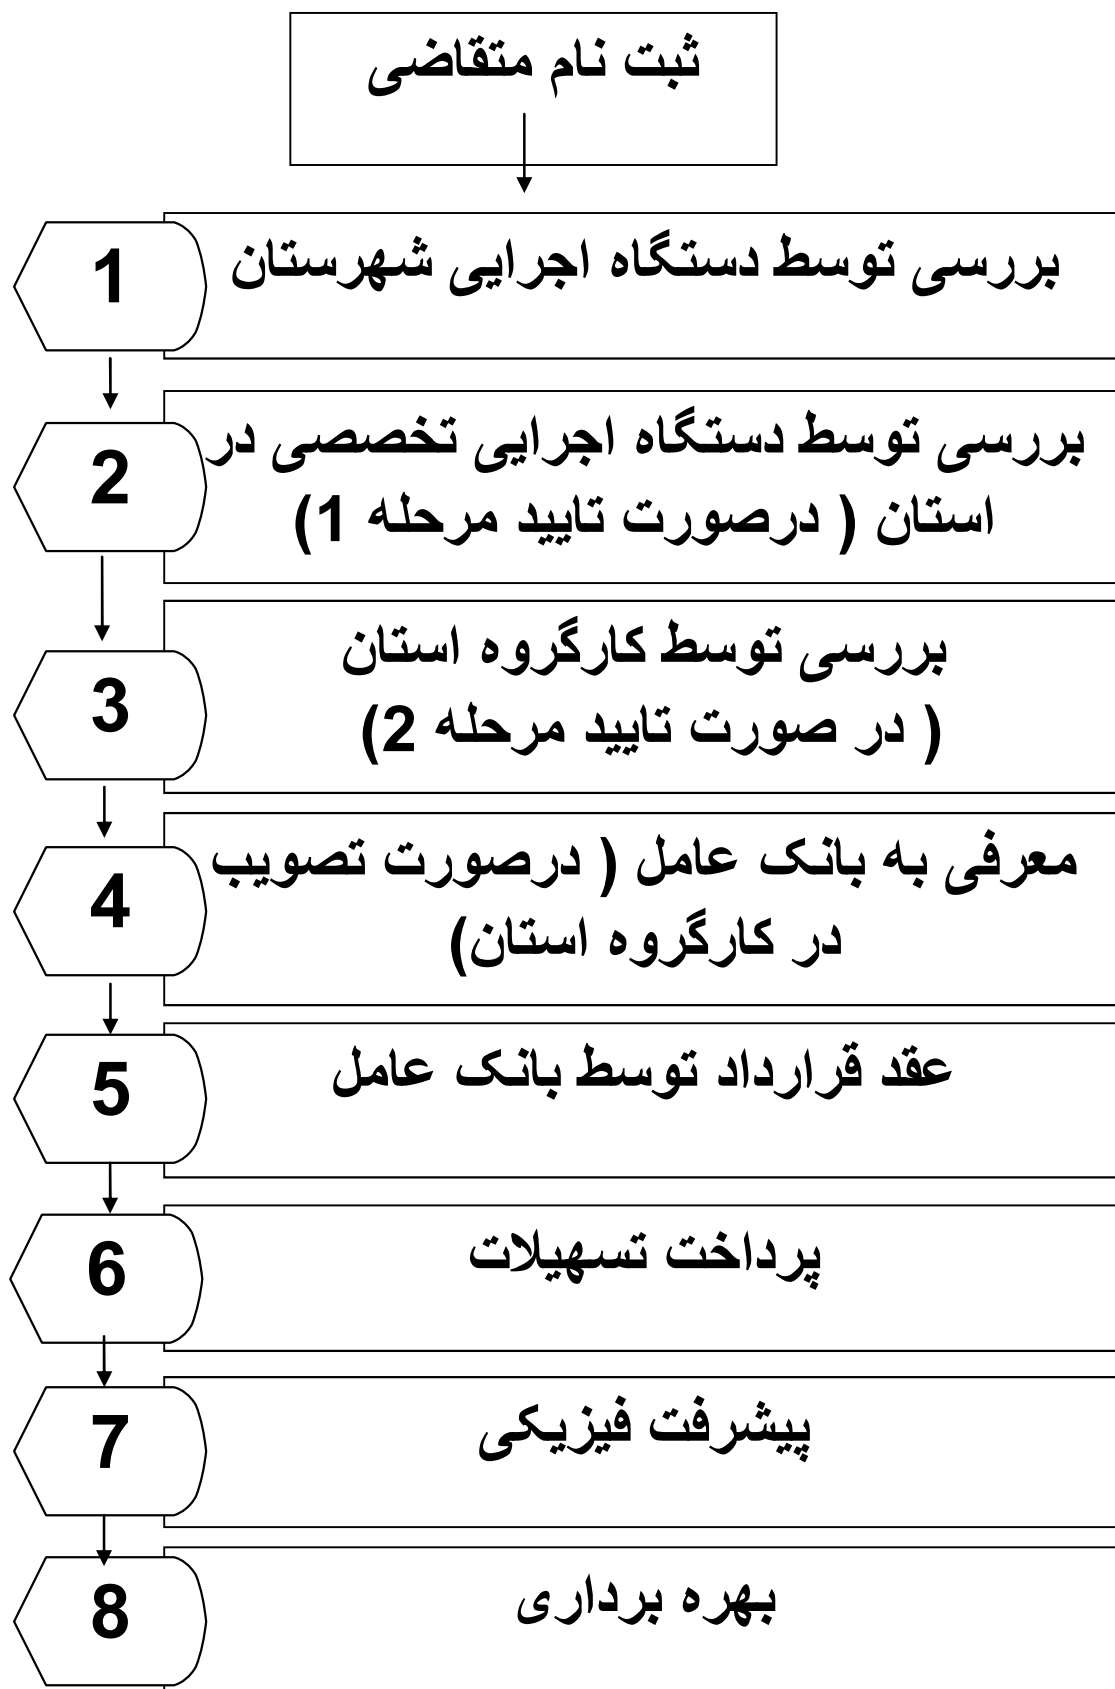 ثبت نام متقاضی
1
بررسی توسط دستگاه اجرایی شهرستان
2
بررسی توسط دستگاه اجرایی تخصصی در
استان ( درصورت تایید مرحله 1)
3
بررسی توسط کارگروه استان
( در صورت تایید مرحله 2)
4
معرفی به بانک عامل ( درصورت تصویب
در کارگروه استان)
5
عقد قرارداد توسط بانک عامل
6
پرداخت تسهیلات
7
پیشرفت فیزیکی
8
بهره برداری